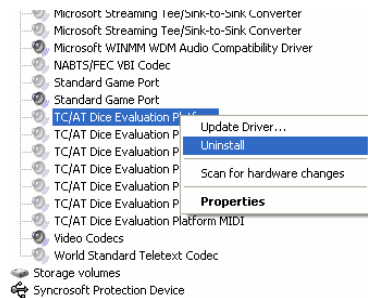 Microsoft Streaming Tee/Sink-to-Sink Converter
Microsoft Streaming Tee/Sink-to-Sink Converter
Microsoft WINMM WDM Audio Compatibility Driver
NABTS/FEC VBI Codec
Standard Game Port
Standard Game Port
TC/AT Dice Evaluation
TC/AT Dice Evaluation P
TC/AT Dice Evaluation P
TC/AT Dice Evaluation P
TC/AT Dice Evaluation P
TC/AT Dice Evaluation P
TC/AT Dice Evaluation Platform MIDI
Video Codecs
World Standard Teletext Codec
Storage volumes
Syncrosoft Protection Device
Update Driver...
Uninstall
Scan for hardware changes
Properties